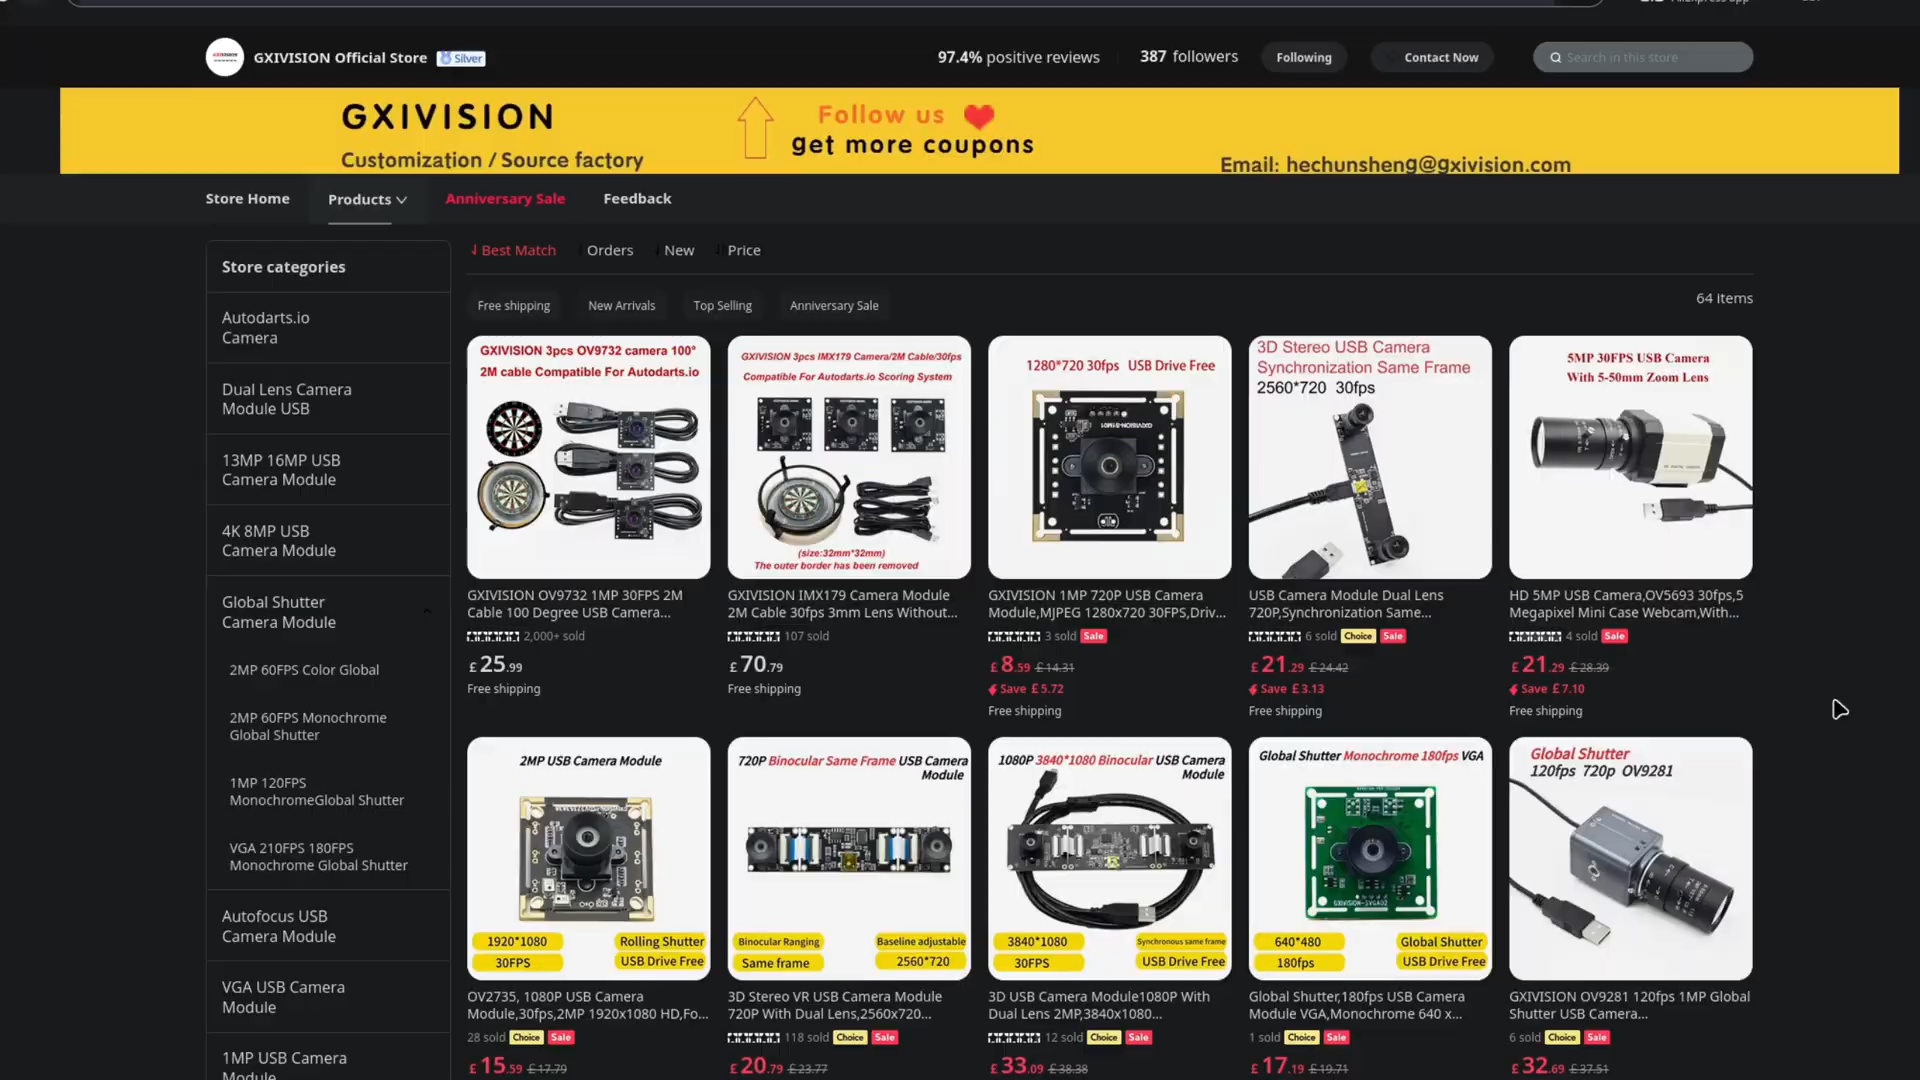 GXIVISION Official Store
Silver
97.4% positive reviews
387 followers
Following
Contact Now
Search in this store
GXIVISION
Customization / Source factory
Follow us
get more coupons
Email: hechunsheng@gxivision.com
Store Home
Products
Anniversary Sale
Feedback
Store categories
Autodarts.io
Camera
Dual Lens Camera
Module USB
13MP 16MP USB
Camera Module
4K 8MP USB
Camera Module
Global Shutter
Camera Module
2MP 60FPS Color Global
2MP 60FPS Monochrome
Global Shutter
1MP 120FPS
MonochromeGlobal Shutter
VGA 210FPS 180FPS
Monochrome Global Shutter
Autofocus USB
Camera Module
VGA USB Camera
Module
1MP USB Camera
Module
Best Match
Orders
New
Price
Free shipping
New Arrivals
Top Selling
Anniversary Sale
64 Items
GXIVISION 3pcs OV9732 camera 100°
2M cable Compatible For Autodarts.io
GXIVISION OV9732 1MP 30FPS 2M
Cable 100 Degree USB Camera...
2,000+ sold
£25.99
Free shipping
GXIVISION 3pcs IMX179 Camera/2M Cable/30fps
Compatible For Autodarts.io Scoring System
(size:32mm*32mm)
The outer border has been removed
GXIVISION IMX179 Camera Module
2M Cable 30fps 3mm Lens Without...
107 sold
£70.79
Free shipping
1280*720 30fps USB Drive Free
GXIVISION 1MP 720P USB Camera
Module,MJPEG 1280x720 30FPS,Driv...
3 sold Sale
£8.59 £14.31
Save £5.72
Free shipping
3D Stereo USB Camera
Synchronization Same Frame
2560*720 30fps
USB Camera Module Dual Lens
720P,Synchronization Same...
6 sold Choice Sale
£21.29 £24.42
Save £3.13
Free shipping
5MP 30FPS USB Camera
With 5-50mm Zoom Lens
HD 5MP USB Camera,OV5693 30fps,5
Megapixel Mini Case Webcam,With...
4 sold Sale
£21.29 £28.39
Save £7.10
Free shipping
2MP USB Camera Module
1920*1080
Rolling Shutter
30FPS
USB Drive Free
OV2735, 1080P USB Camera
Module,30fps,2MP 1920x1080 HD,Fo...
28 sold Choice Sale
£15.59 £17.79
720P Binocular Same Frame USB Camera
Module
Binocular Ranging
Baseline adjustable
Same frame
2560*720
3D Stereo VR USB Camera Module
720P With Dual Lens,2560x720...
118 sold Choice Sale
£20.79 £23.77
1080P 3840*1080 Binocular USB Camera
Module
3840*1080
Synchronous same frame
30FPS
USB Drive Free
3D USB Camera Module1080P With
Dual Lens 2MP,3840x1080...
12 sold Choice Sale
£33.09 £38.38
Global Shutter Monochrome 180fps VGA
GXIVISION-SVGA02
640*480
Global Shutter
180fps
USB Drive Free
Global Shutter,180fps USB Camera
Module VGA,Monochrome 640 x...
1 sold Choice Sale
£17.19 £19.71
Global Shutter
120fps 720p OV9281
GXIVISION OV9281 120fps 1MP Global
Shutter USB Camera...
6 sold Choice Sale
£32.69 £37.51